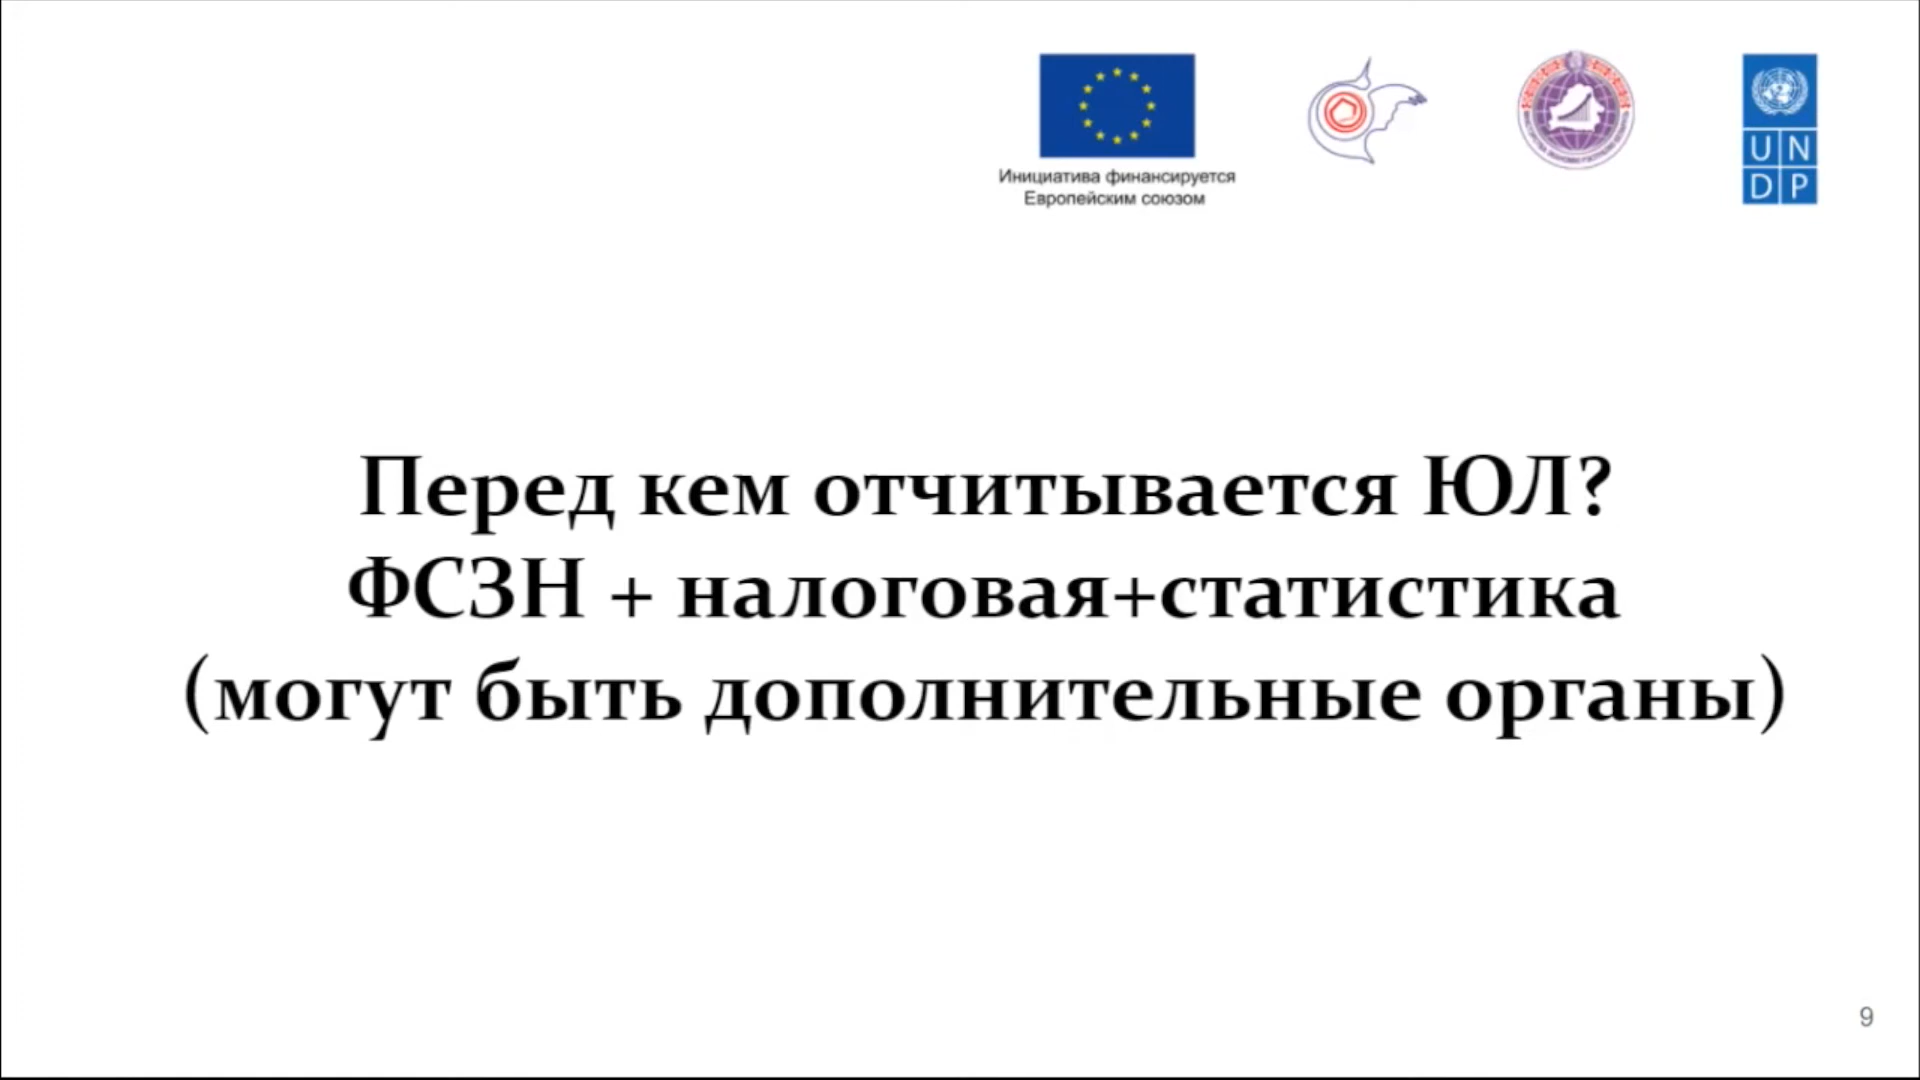 Инициатива финансируется
Европейским союзом
U N
D P
Перед кем отчитывается ЮЛ?
ФСЗН + налоговая+статистика
(могут быть дополнительные органы)
9